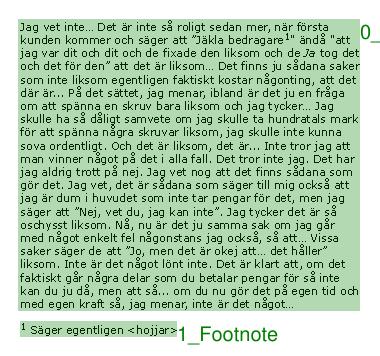 Jag vet inte... Det är inte så roligt sedan mer, när första
kunden kommer och säger att "Jäkla bedragare¹" ändå "att
jag var dit och dit och de fixade den liksom och de Ja tog det
och det för den" att det är liksom... Det finns ju sådana saker
som inte liksom egentligen faktiskt kostar någonting, att det
där är... På det sättet, jag menar, ibland är det ju en fråga
om att spänna en skruv bara liksom och jag tycker... Jag
skulle ha så dåligt samvete om jag skulle ta hundratals mark
för att spänna några skruvar liksom, jag skulle inte kunna
sova ordentligt. Och det är liksom, det är... Inte tror jag att
man vinner något på det i alla fall. Det tror inte jag. Det har
jag aldrig trott på nej. Jag vet nog att det finns sådana som
gör det. Jag vet, det är sådana som säger till mig också att
jag är dum i huvudet som inte tar pengar för det, men jag
säger att "Nej, vet du, jag kan inte". Jag tycker det är så
oschysst liksom. Nå, nu är det ju samma sak om jag går
med något enkelt fel någonstans jag också, så att... Vissa
saker säger de att "Jo, men det är okej att... det håller"
liksom. Inte är det något lönt inte. Det är klart att, om det
faktiskt går några delar som du betalar pengar för så inte
kan du ju då, men att så... om du nu gör det på egen tid och
med egen kraft så, jag menar, inte är det något...
0_
¹ Säger egentligen <hojjar>
1_Footnote